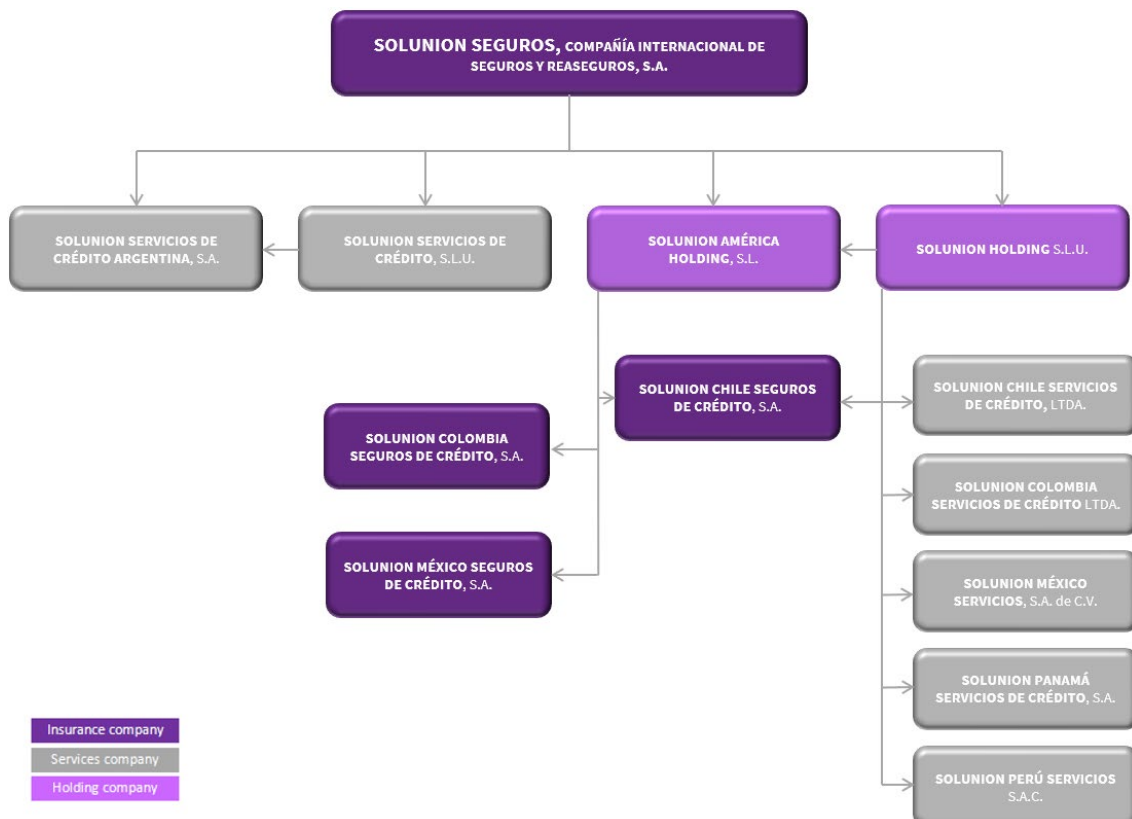 SOLUNION SEGUROS, COMPAÑÍA INTERNACIONAL DE
SEGUROS Y REASEGUROS, S.A.
SOLUNION SERVICIOS DE
CRÉDITO ARGENTINA, S.A.
SOLUNION SERVICIOS DE
CRÉDITO, S.L.U.
SOLUNION AMÉRICA
HOLDING, S.L.
SOLUNION HOLDING S.L.U.
SOLUNION CHILE SEGUROS
DE CRÉDITO, S.A.
SOLUNION CHILE SERVICIOS
DE CRÉDITO, LTDA.
SOLUNION COLOMBIA
SEGUROS DE CRÉDITO, S.A.
SOLUNION COLOMBIA
SERVICIOS DE CRÉDITO LTDA.
SOLUNION MÉXICO SEGUROS
DE CRÉDITO, S.A.
SOLUNION MÉXICO
SERVICIOS, S.A. de C.V.
SOLUNION PANAMÁ
SERVICIOS DE CRÉDITO, S.A.
SOLUNION PERÚ SERVICIOS
S.A.C.
Insurance company
Services company
Holding company